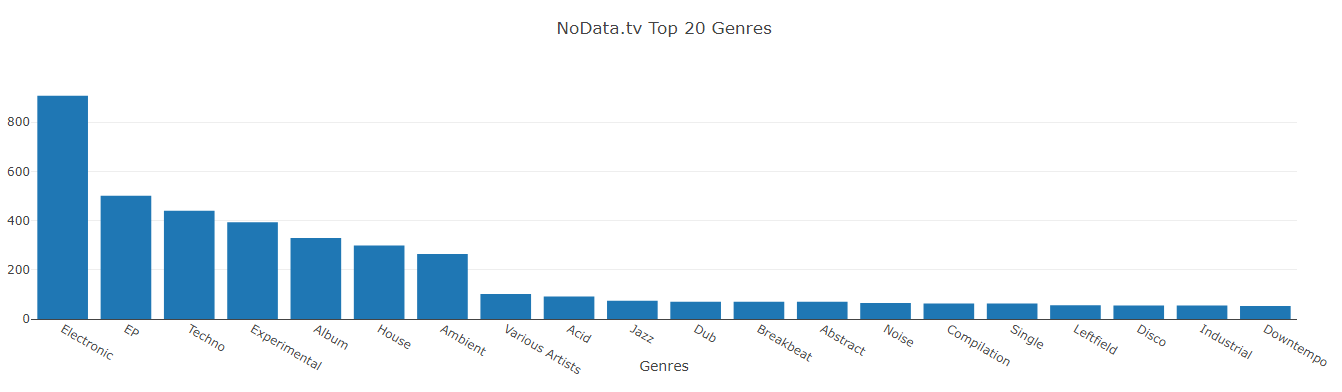 NoData.tv Top 20 Genres
800
600
400
200
0
Electronic
EP
Techno
Experimental
Album
House
Ambient
Various Artists
Acid
Jazz
Dub
Breakbeat
Abstract
Noise
Compilation
Single
Leftfield
Disco
Industrial
Downtempo
Genres